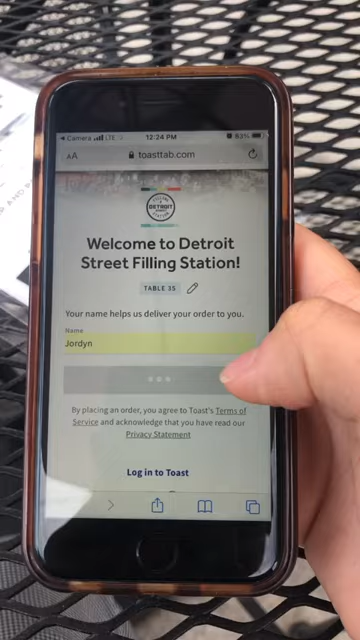 Camera LTE 12:24 PM 83%
AA toasttab.com
DETROIT
Welcome to Detroit
Street Filling Station!
TABLE 35
Your name helps us deliver your order to you.
Name
Jordyn
By placing an order, you agree to Toast's Terms of
Service and acknowledge that you have read our
Privacy Statement
Log in to Toast